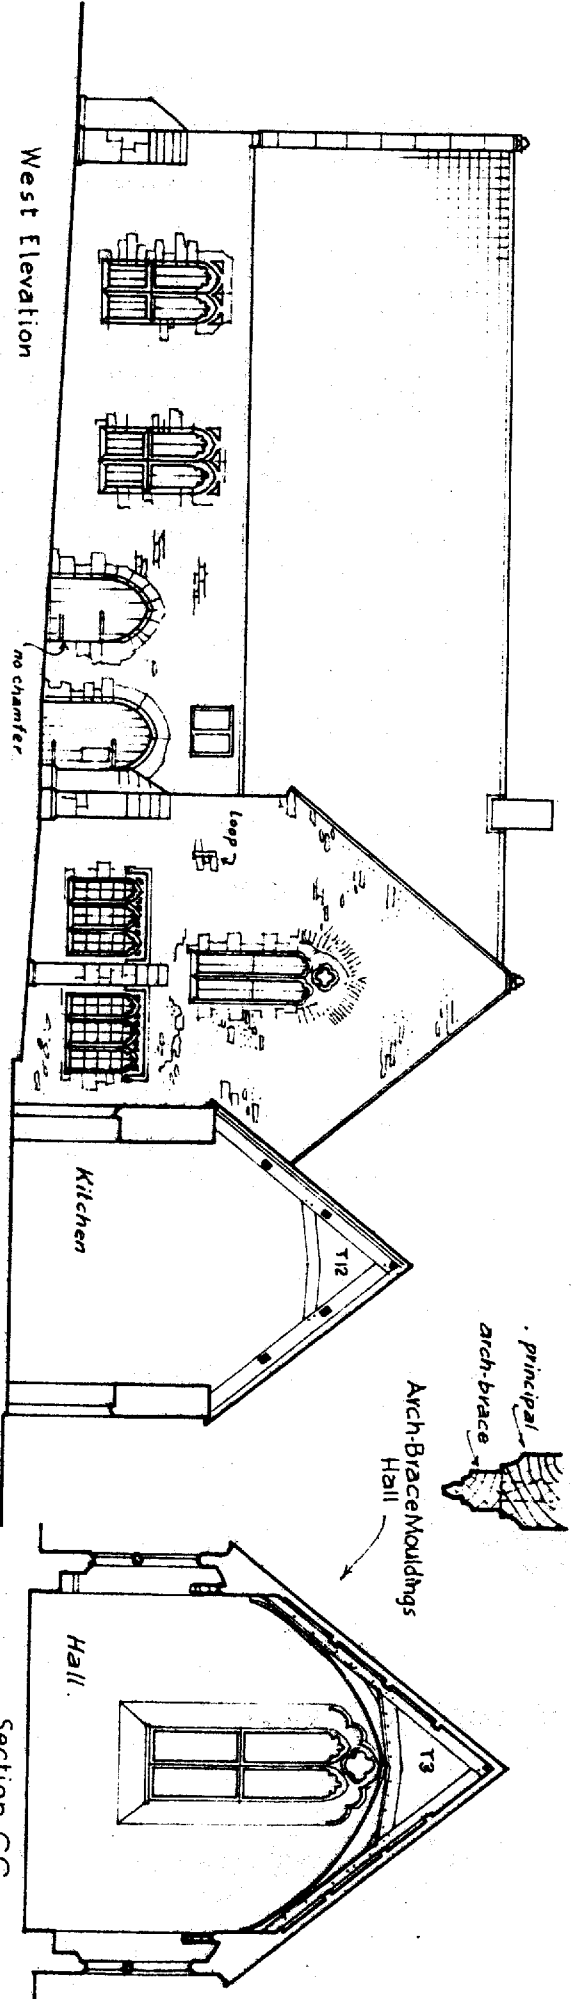 West Elevation
no chamfer
loop ?
Kitchen
T12
principal
arch-brace
Arch-Brace Mouldings
Hall
Hall.
T3
Section CC